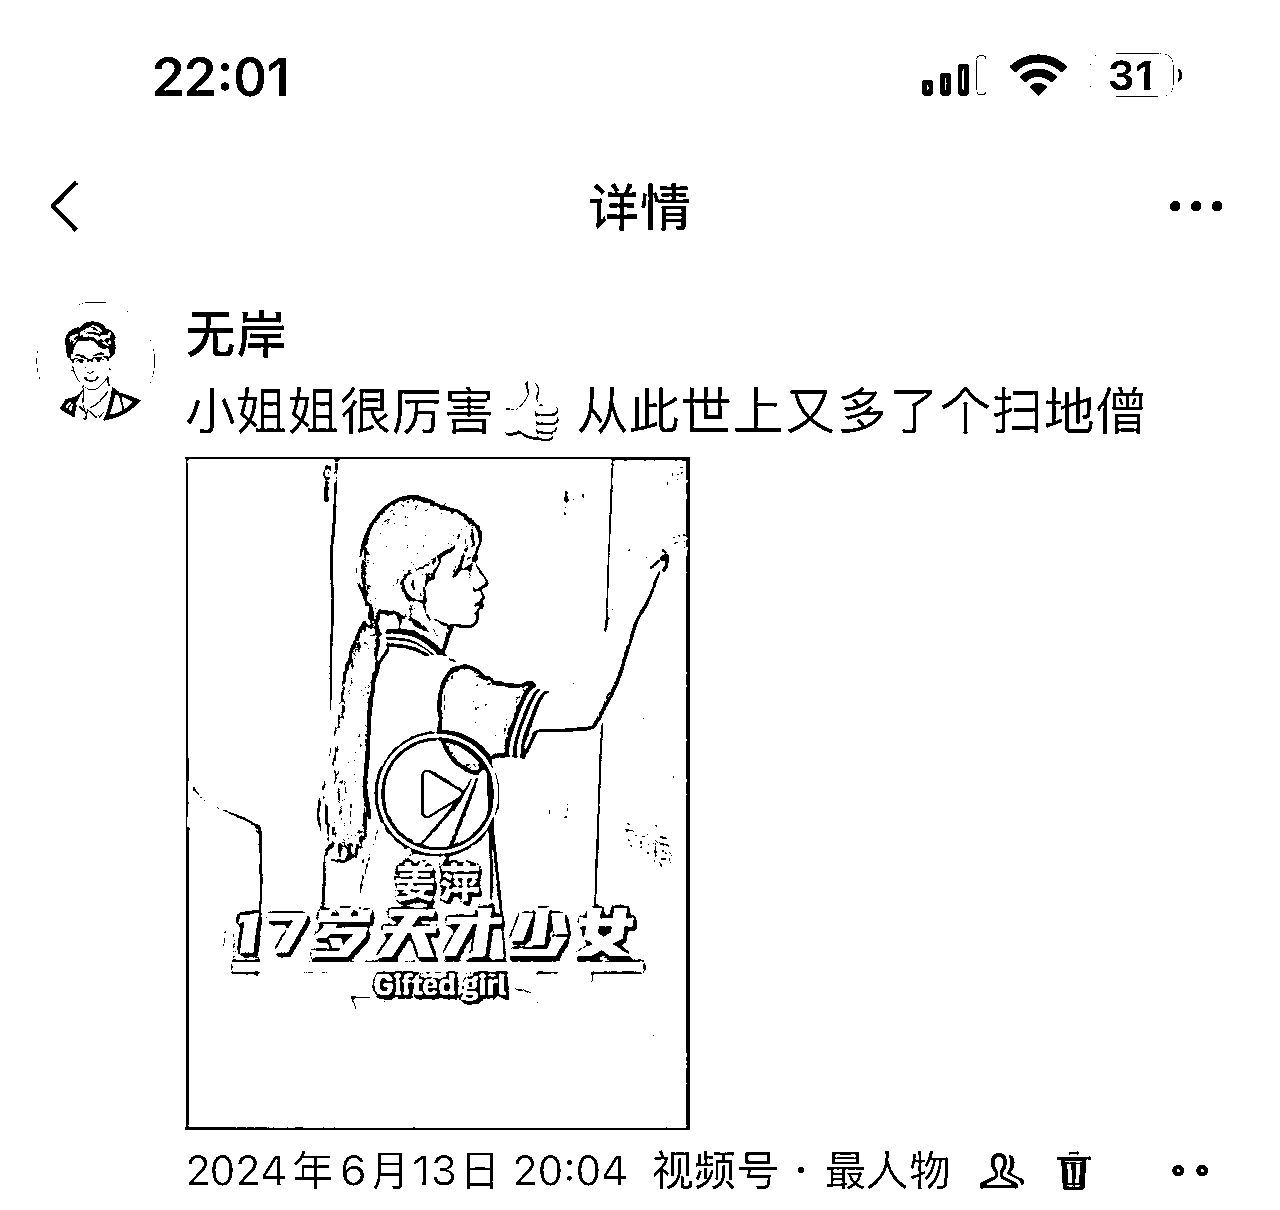 22:01 31
详情
无岸
小姐姐很厉害👍 从此世上又多了个扫地僧
姜萍
17岁天才少女
Gifted girl
2024年6月13日 20:04 视频号 · 最人物